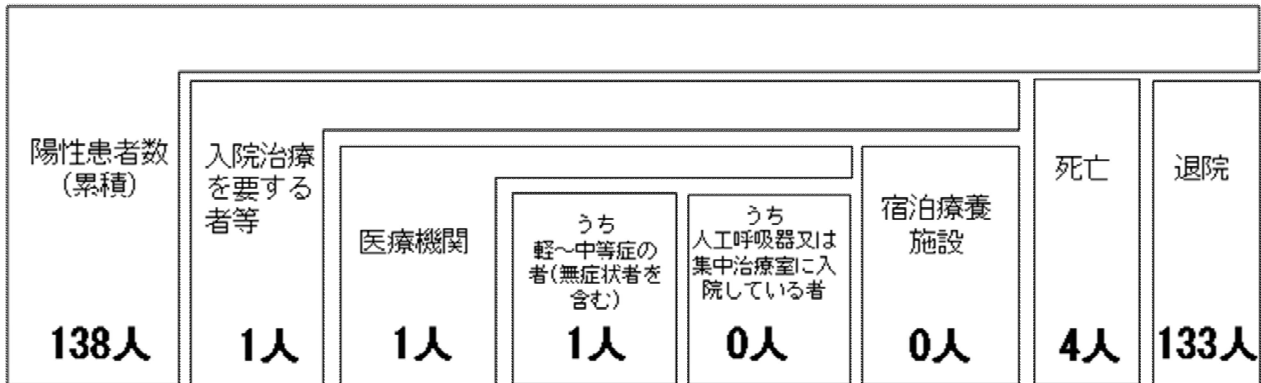 陽性患者数
（累積）
138人
入院治療
を要する
者等
1人
医療機関
1人
うち
軽～中等症の
者(無症状者を
含む)
1人
うち
人工呼吸器又は
集中治療室に入
院している者
0人
宿泊療養
施設
0人
死亡
4人
退院
133人